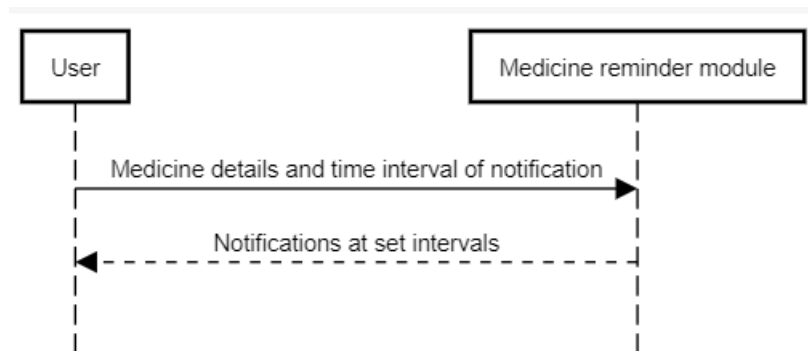 User
Medicine reminder module
Medicine details and time interval of notification
Notifications at set intervals